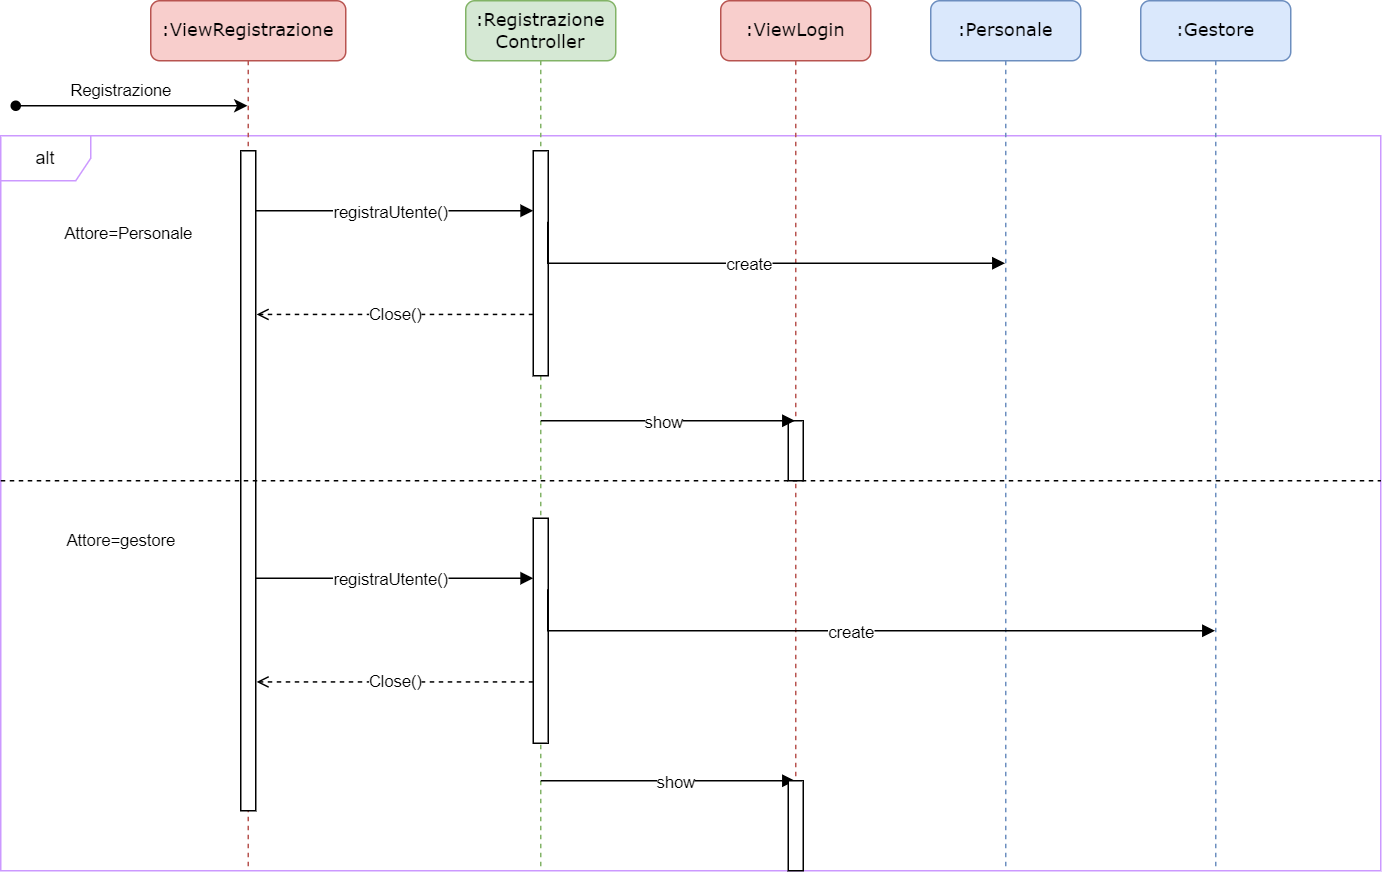 :ViewRegistrazione
:Registrazione
Controller
:ViewLogin
:Personale
:Gestore
Registrazione
alt
registraUtente()
Attore=Personale
create
Close()
show
Attore=gestore
registraUtente()
create
Close()
show